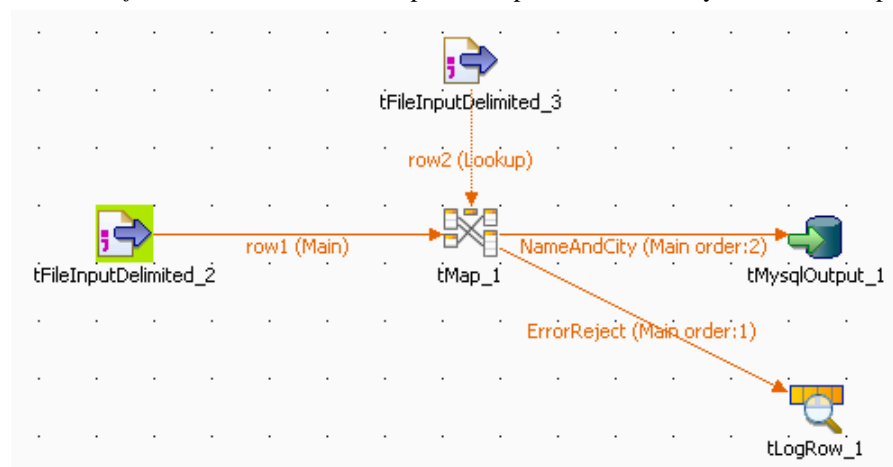 tFileInputDelimited_3
row2 (Lookup)
row1 (Main)
NameAndCity (Main order:2)
tFileInputDelimited_2
tMap_1
tMysqlOutput_1
ErrorReject (Main order:1)
tLogRow_1